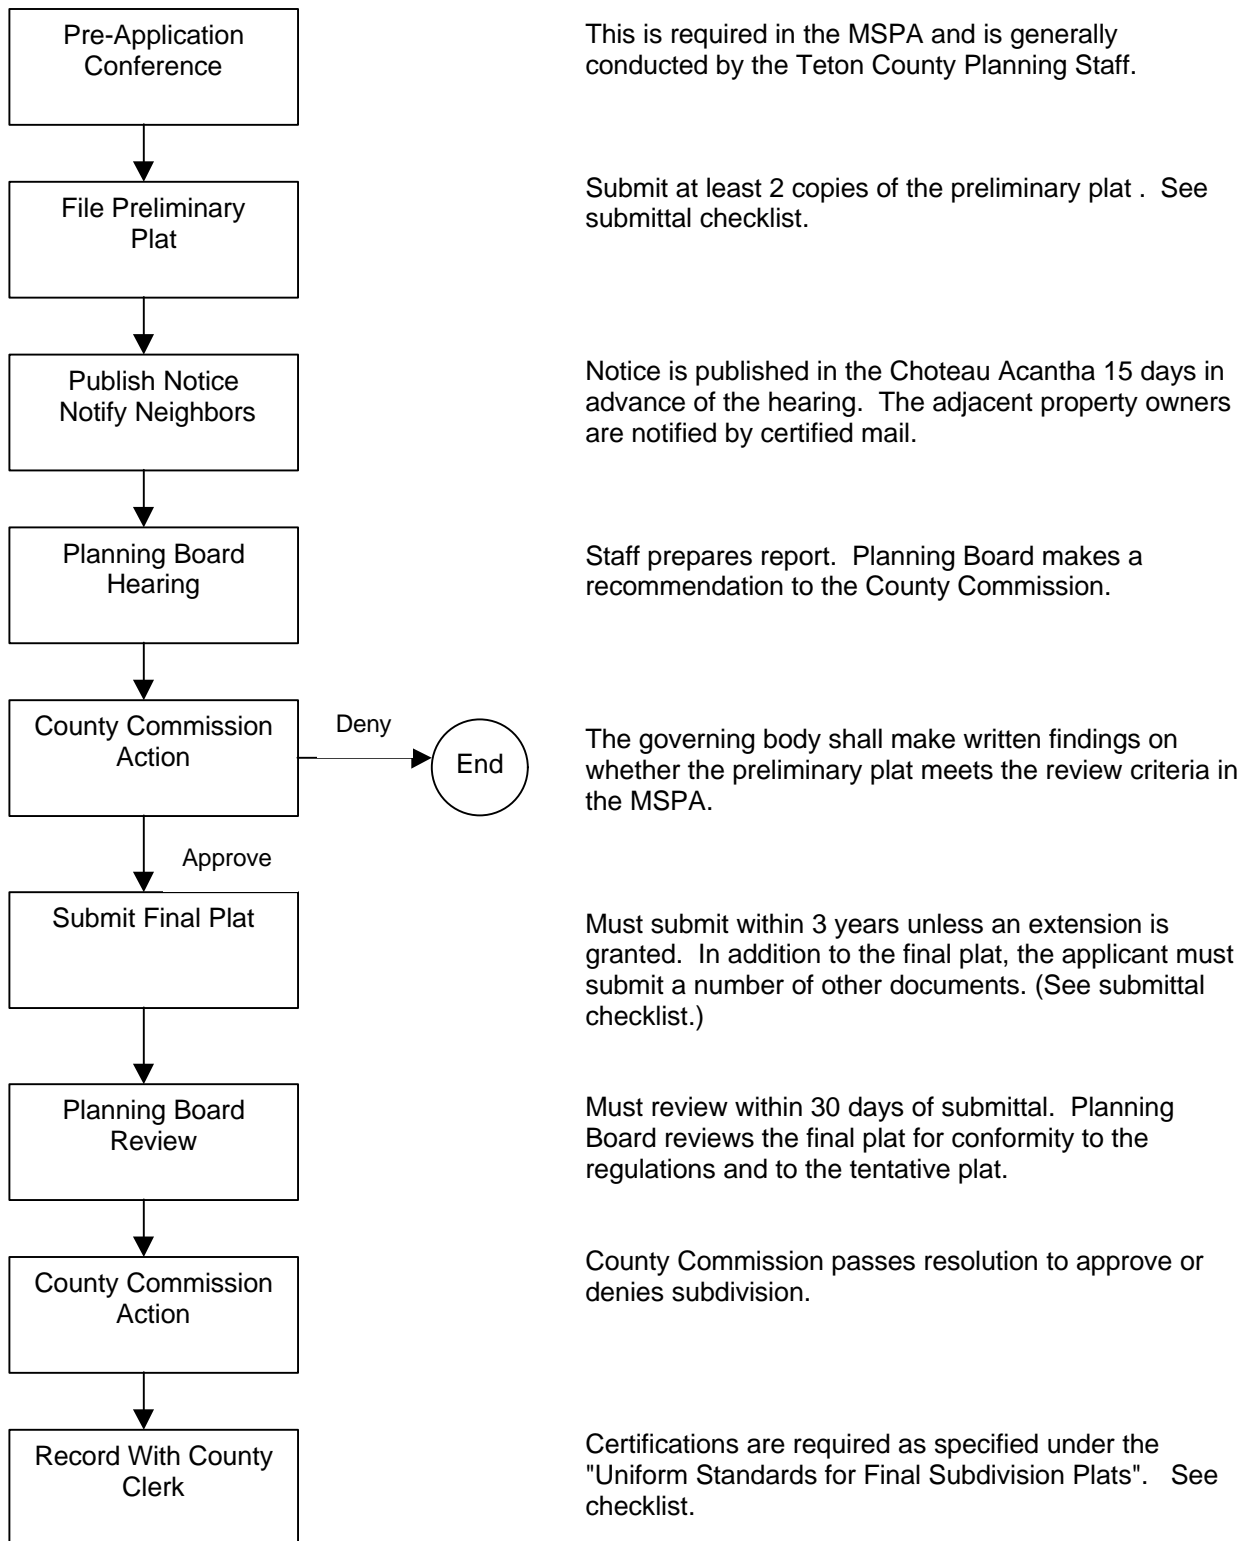 Pre-Application
Conference
This is required in the MSPA and is generally
conducted by the Teton County Planning Staff.
File Preliminary
Plat
Submit at least 2 copies of the preliminary plat .  See
submittal checklist.
Publish Notice
Notify Neighbors
Notice is published in the Choteau Acantha 15 days in
advance of the hearing.  The adjacent property owners
are notified by certified mail.
Planning Board
Hearing
Staff prepares report.  Planning Board makes a
recommendation to the County Commission.
County Commission
Action
Deny
End
The governing body shall make written findings on
whether the preliminary plat meets the review criteria in
the MSPA.
Approve
Submit Final Plat
Must submit within 3 years unless an extension is
granted.  In addition to the final plat, the applicant must
submit a number of other documents. (See submittal
checklist.)
Planning Board
Review
Must review within 30 days of submittal.  Planning
Board reviews the final plat for conformity to the
regulations and to the tentative plat.
County Commission
Action
County Commission passes resolution to approve or
denies subdivision.
Record With County
Clerk
Certifications are required as specified under the
"Uniform Standards for Final Subdivision Plats".   See
checklist.